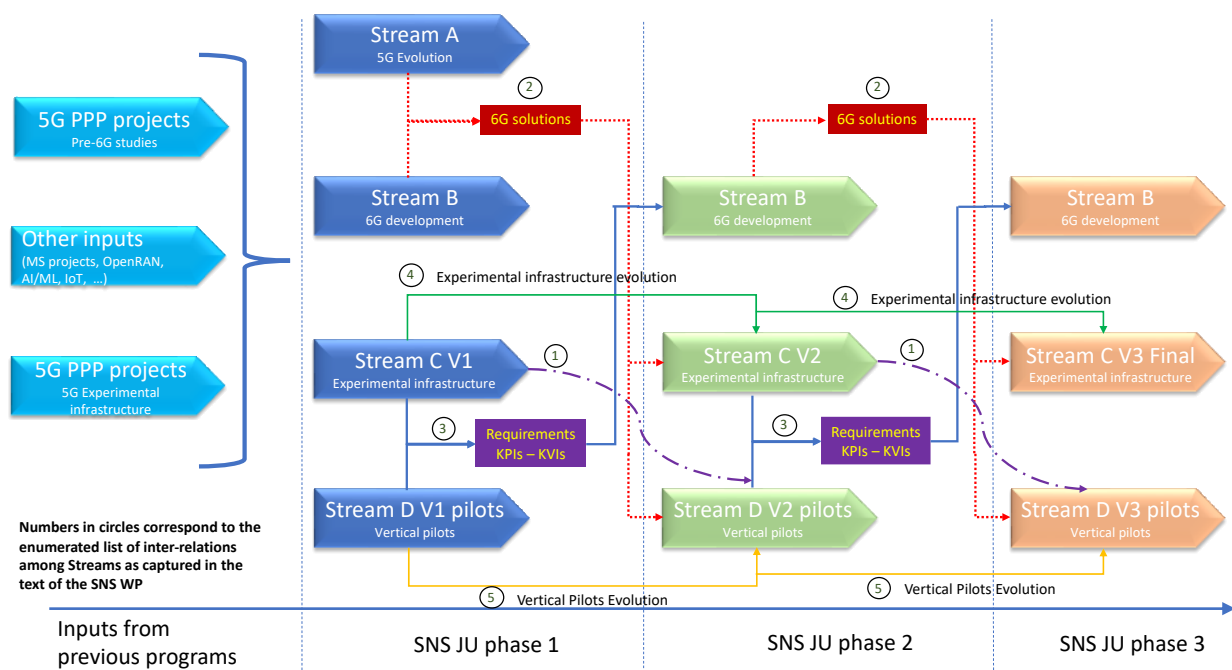 Stream A
5G Evolution
2
2
5G PPP projects
Pre-6G studies
6G solutions
6G solutions
Stream B
6G development
Stream B
6G development
Stream B
6G development
Other inputs
(MS projects, OpenRAN,
AI/ML, IoT, ...)
4 Experimental infrastructure evolution
4 Experimental infrastructure evolution
5G PPP projects
5G Experimental
infrastructure
Stream C V1
Experimental infrastructure
1
Stream C V2
Experimental infrastructure
1
Stream C V3 Final
Experimental infrastructure
3
Requirements
KPIs – KVIs
3
Requirements
KPIs – KVIs
Stream D V1 pilots
Vertical pilots
Stream D V2 pilots
Vertical pilots
Stream D V3 pilots
Vertical pilots
Numbers in circles correspond to the
enumerated list of inter-relations
among Streams as captured in the
text of the SNS WP
5 Vertical Pilots Evolution
5 Vertical Pilots Evolution
Inputs from
previous programs
SNS JU phase 1
SNS JU phase 2
SNS JU phase 3